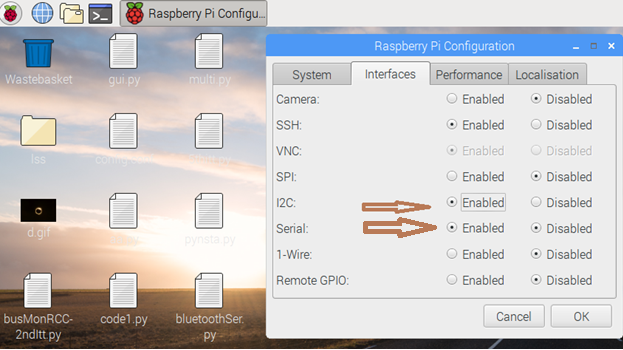 Raspberry Pi Configu...
Wastebasket
gui.py
multi.py
lss
d.gif
pynsta.py
busMonRCC-
2ndltt.py
code1.py
bluetoothSer.
py
Raspberry Pi Configuration
System
Interfaces
Performance
Localisation
Camera:
Enabled
Disabled
SSH:
Enabled
Disabled
VNC:
Enabled
Disabled
SPI:
Enabled
Disabled
I2C:
Enabled
Disabled
Serial:
Enabled
Disabled
1-Wire:
Enabled
Disabled
Remote GPIO:
Enabled
Disabled
Cancel
OK